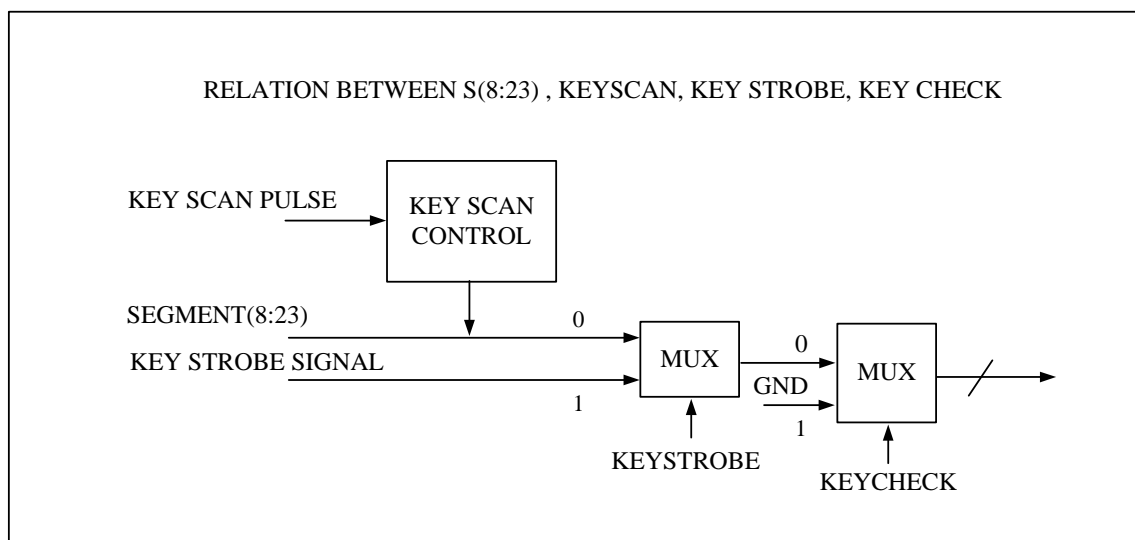 RELATION BETWEEN S(8:23) , KEYSCAN, KEY STROBE, KEY CHECK
KEY SCAN PULSE
KEY SCAN
CONTROL
SEGMENT(8:23)
0
KEY STROBE SIGNAL
1
MUX
KEYSTROBE
0
GND
1
MUX
KEYCHECK